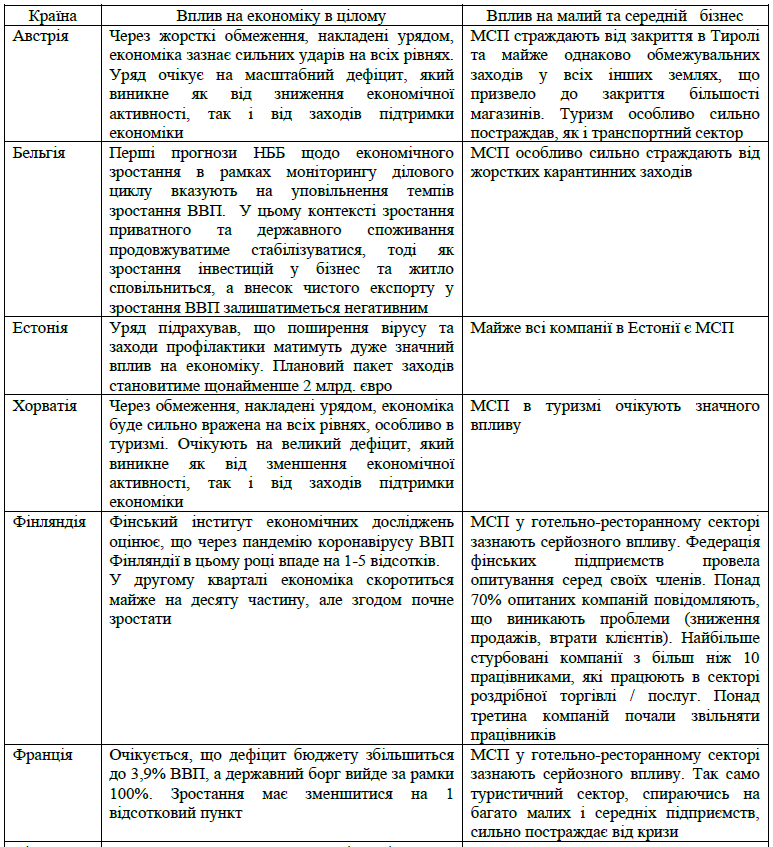 Країна
Вплив на економіку в цілому
Вплив на малий та середній бізнес
Австрія
Через жорсткі обмеження, накладені урядом,
економіка зазнає сильних ударів на всіх рівнях.
Уряд очікує на масштабний дефіцит, який
виникне як від зниження економічної
активності, так і від заходів підтримки
економіки
МСП страждають від закриття в Тиролі
та майже однаково обмежувальних
заходів у всіх інших землях, що
призвело до закриття більшості
магазинів. Туризм особливо сильно
постраждав, як і транспортний сектор
Бельгія
Перші прогнози НББ щодо економічного
зростання в рамках моніторингу ділового
циклу вказують на уповільнення темпів
зростання ВВП. У цьому контексті зростання
приватного та державного споживання
продовжуватиме стабілізуватися, тоді як
зростання інвестицій у бізнес та житло
сповільниться, а внесок чистого експорту у
зростання ВВП залишатиметься негативним
МСП особливо сильно страждають від
жорстких карантинних заходів
Естонія
Уряд підрахував, що поширення вірусу та
заходи профілактики матимуть дуже значний
вплив на економіку. Плановий пакет заходів
становитиме щонайменше 2 млрд. євро
Майже всі компанії в Естонії є МСП
Хорватія
Через обмеження, накладені урядом, економіка
буде сильно вражена на всіх рівнях, особливо в
туризмі. Очікують на великий дефіцит, який
виникне як від зменшення економічної
активності, так і від заходів підтримки
економіки
МСП в туризмі очікують значного
впливу
Фінляндія
Фінський інститут економічних досліджень
оцінює, що через пандемію коронавірусу ВВП
Фінляндії в цьому році впаде на 1-5 відсотків.
У другому кварталі економіка скоротиться
майже на десяту частину, але згодом почне
зростати
МСП у готельно-ресторанному секторі
зазнають серйозного впливу. Федерація
фінських підприємств провела
опитування серед своїх членів. Понад
70% опитаних компаній повідомляють,
що виникають проблеми (зниження
продажів, втрати клієнтів). Найбільше
стурбовані компанії з більш ніж 10
працівниками, які працюють в секторі
роздрібної торгівлі / послуг. Понад
третина компаній почали звільняти
працівників
Франція
Очікується, що дефіцит бюджету збільшиться
до 3,9% ВВП, а державний борг вийде за рамки
100%. Зростання має зменшитися на 1
відсотковий пункт
МСП у готельно-ресторанному секторі
зазнають серйозного впливу. Так само
туристичний сектор, спираючись на
багато малих і середніх підприємств,
сильно постраждає від кризи